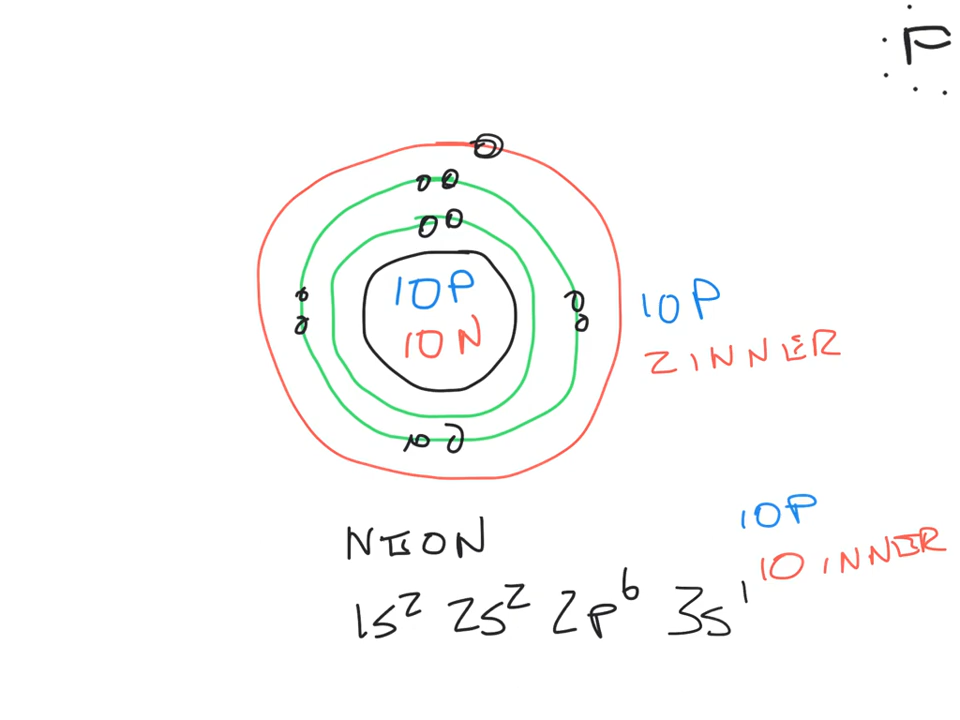 F
10P
10N
10P
2 INNER
NEON
10P
10 INNER
1s² 2s² 2p⁶ 3s¹